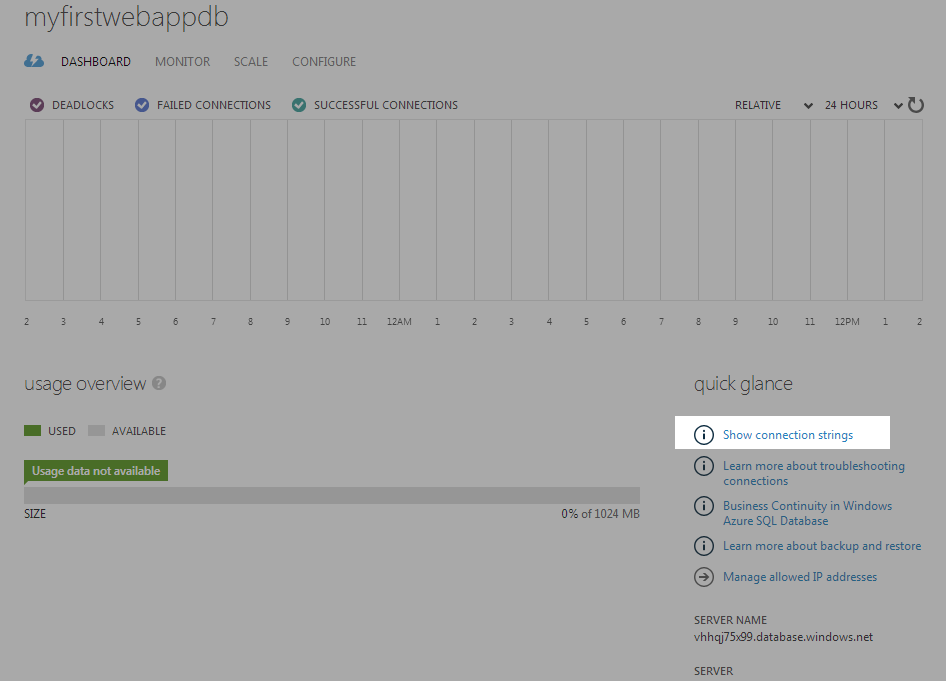 myfirstwebappdb
DASHBOARD MONITOR SCALE CONFIGURE
DEADLOCKS FAILED CONNECTIONS SUCCESSFUL CONNECTIONS RELATIVE 24 HOURS
2 3 4 5 6 7 8 9 10 11 12AM 1 2 3 4 5 6 7 8 9 10 11 12PM 1 2
usage overview ?
USED AVAILABLE
Usage data not available
SIZE 0% of 1024 MB
quick glance
Show connection strings
Learn more about troubleshooting
connections
Business Continuity in Windows
Azure SQL Database
Learn more about backup and restore
Manage allowed IP addresses
SERVER NAME
vhhqj75x99.database.windows.net
SERVER